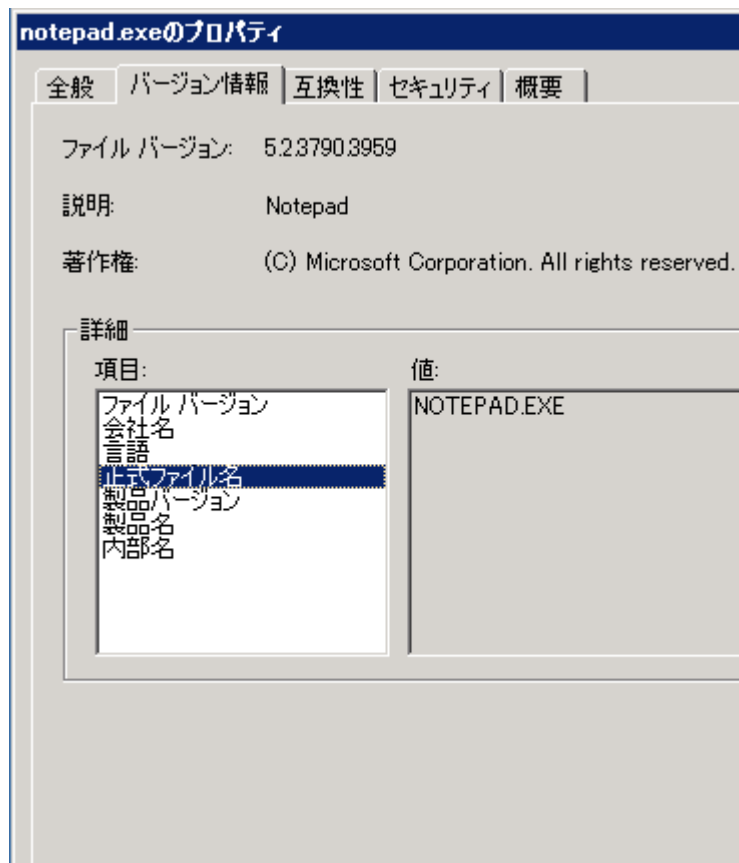 notepad.exeのプロパティ
全般 バージョン情報 互換性 セキュリティ 概要
ファイル バージョン: 5.2.3790.3959
説明: Notepad
著作権: (C) Microsoft Corporation. All rights reserved.
詳細
項目: 値:
ファイル バージョン NOTEPAD.EXE
会社名
言語
正式ファイル名
製品バージョン
製品名
内部名